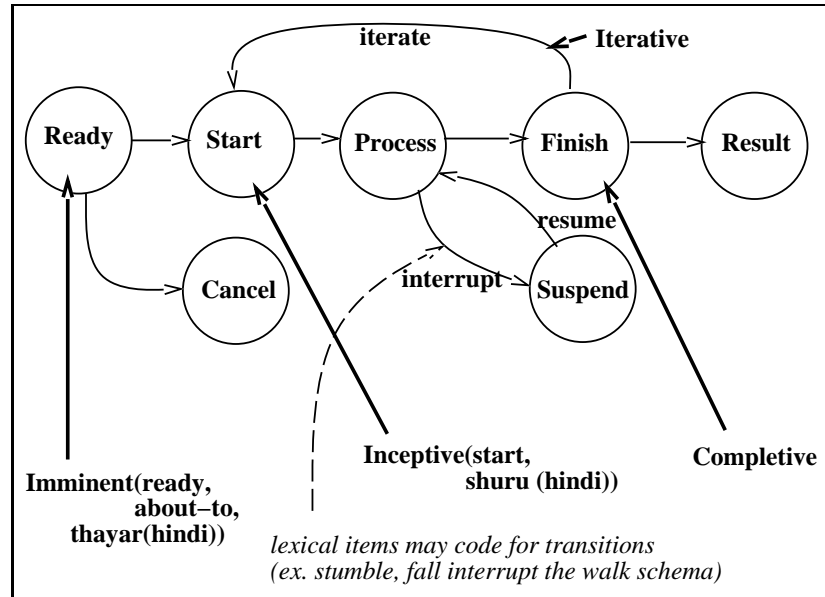 iterate
Iterative
Ready
Start
Process
Finish
Result
resume
interrupt
Cancel
Suspend
Imminent(ready,
about−to,
thayar(hindi))
Inceptive(start,
shuru (hindi))
Completive
lexical items may code for transitions
(ex. stumble, fall interrupt the walk schema)